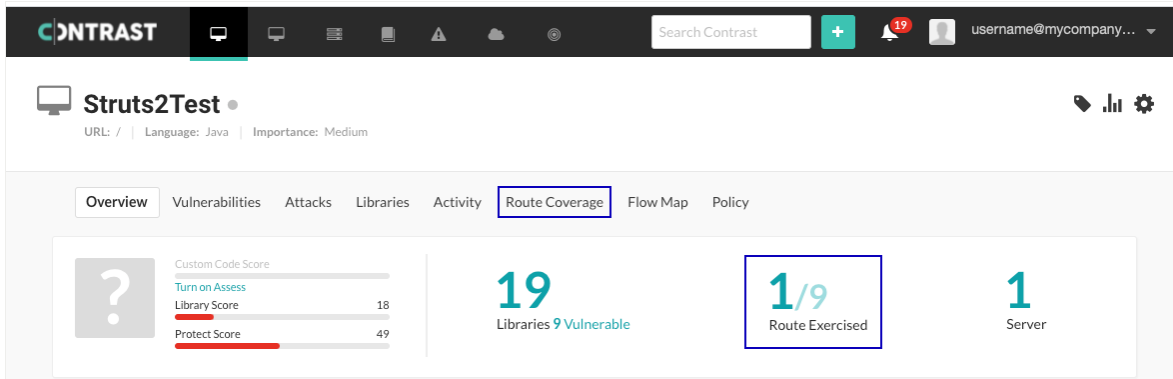 CONTRAST Search Contrast + 19 username@mycompany...
Struts2Test
URL: / Language: Java Importance: Medium
Overview Vulnerabilities Attacks Libraries Activity Route Coverage Flow Map Policy
?
Custom Code Score
Turn on Assess
Library Score 18
Protect Score 49
19
Libraries 9 Vulnerable
1/9
Route Exercised
1
Server